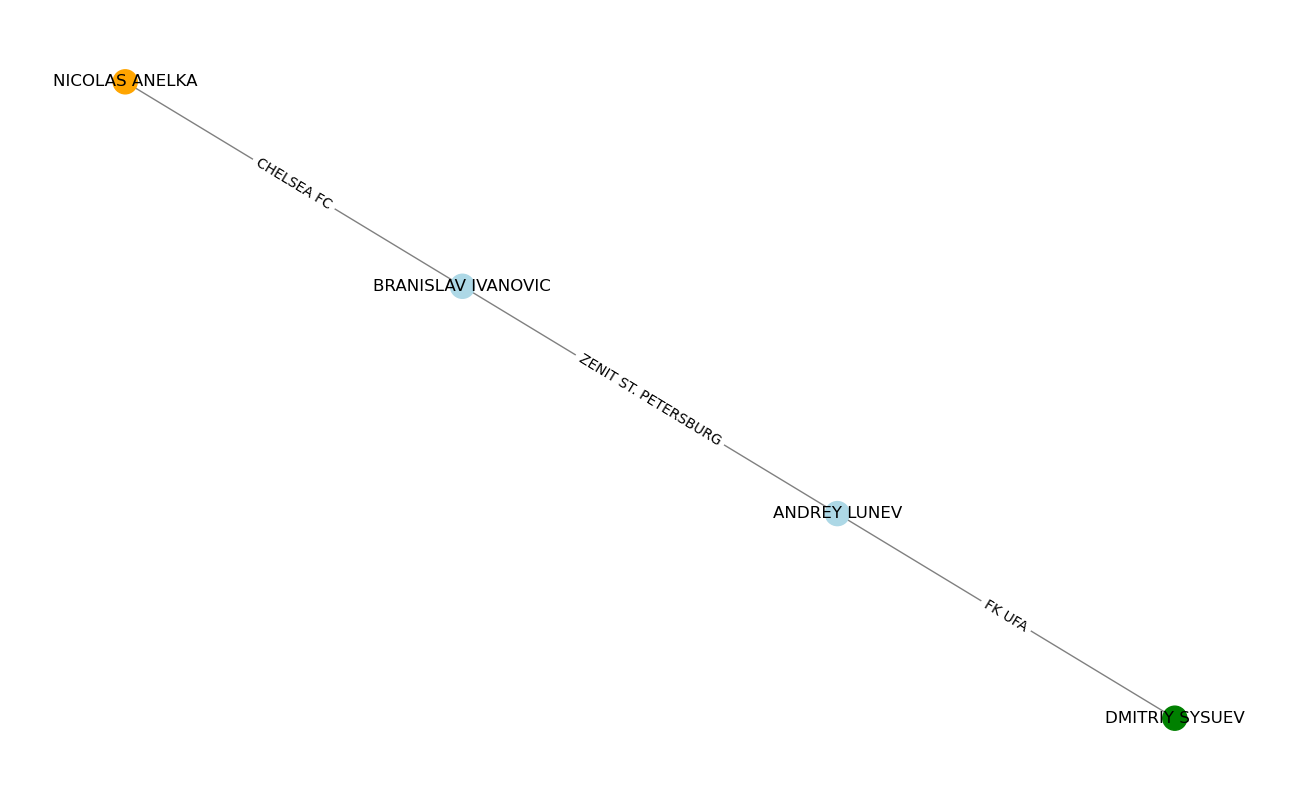 NICOLAS ANELKA
CHELSEA FC
BRANISLAV IVANOVIC
ZENIT ST. PETERSBURG
ANDREY LUNEV
FK UFA
DMITRIY SYSUEV